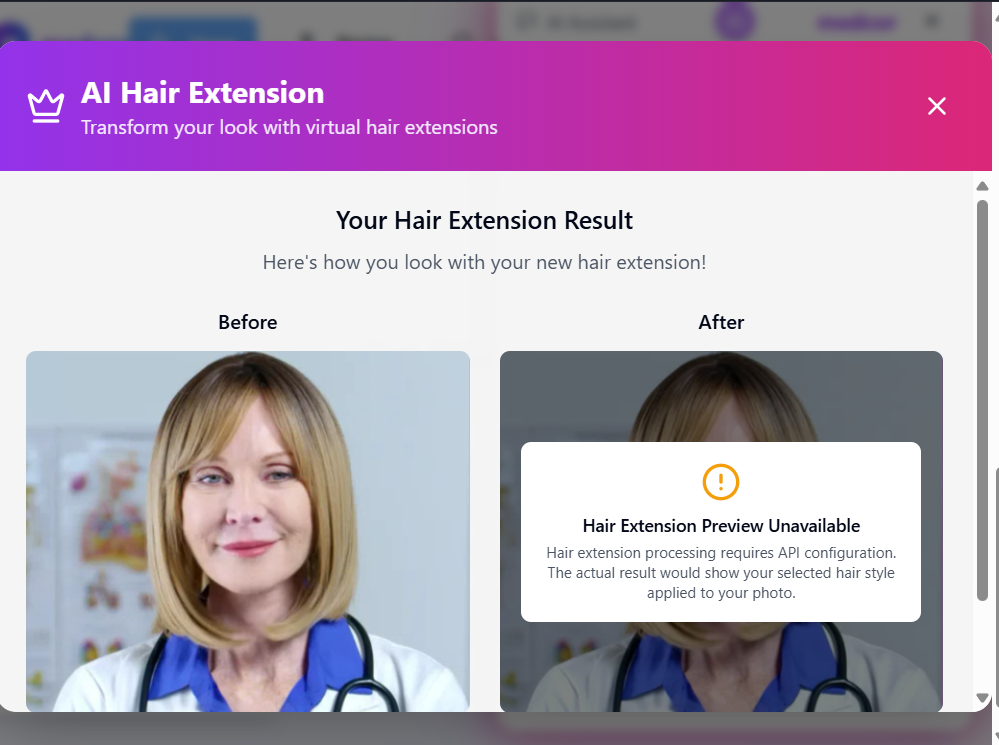 AI Hair Extension
Transform your look with virtual hair extensions
Your Hair Extension Result
Here's how you look with your new hair extension!
Before
After
Hair Extension Preview Unavailable
Hair extension processing requires API configuration.
The actual result would show your selected hair style
applied to your photo.